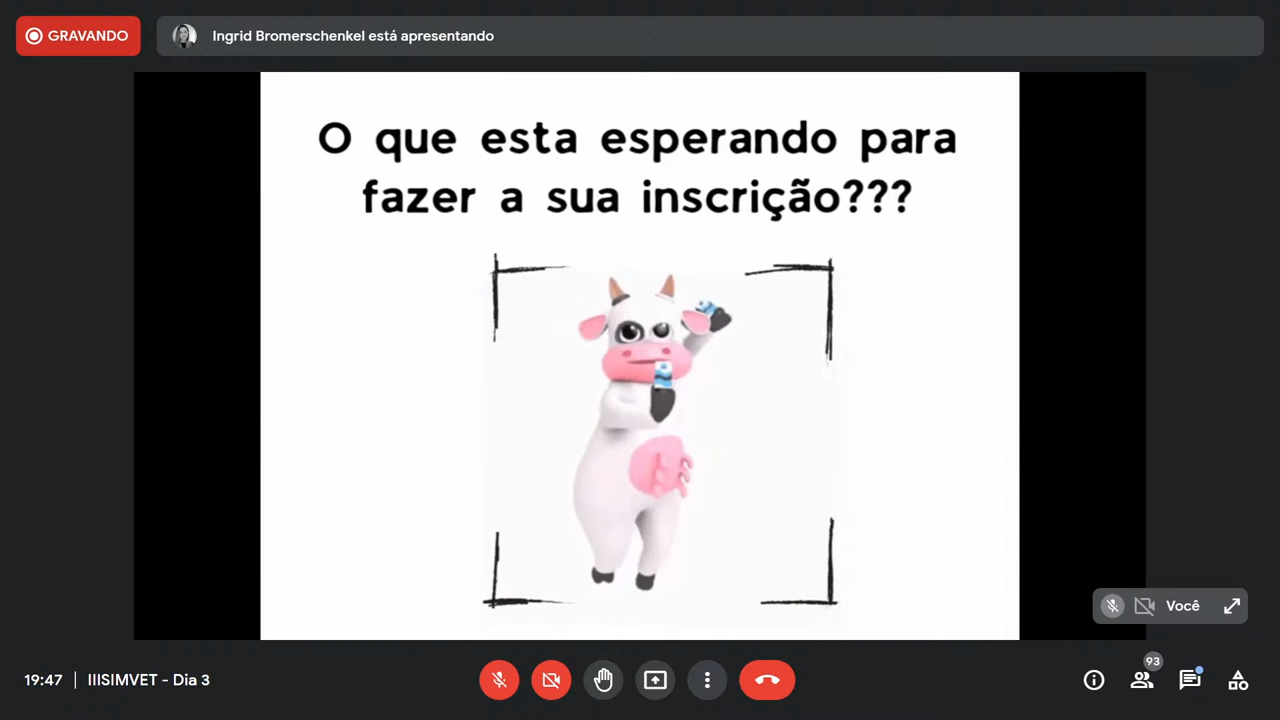 GRAVANDO
Ingrid Bromerschenkel está apresentando
O que esta esperando para
fazer a sua inscrição???
Você
93
19:47 | IIISIMVET - Dia 3